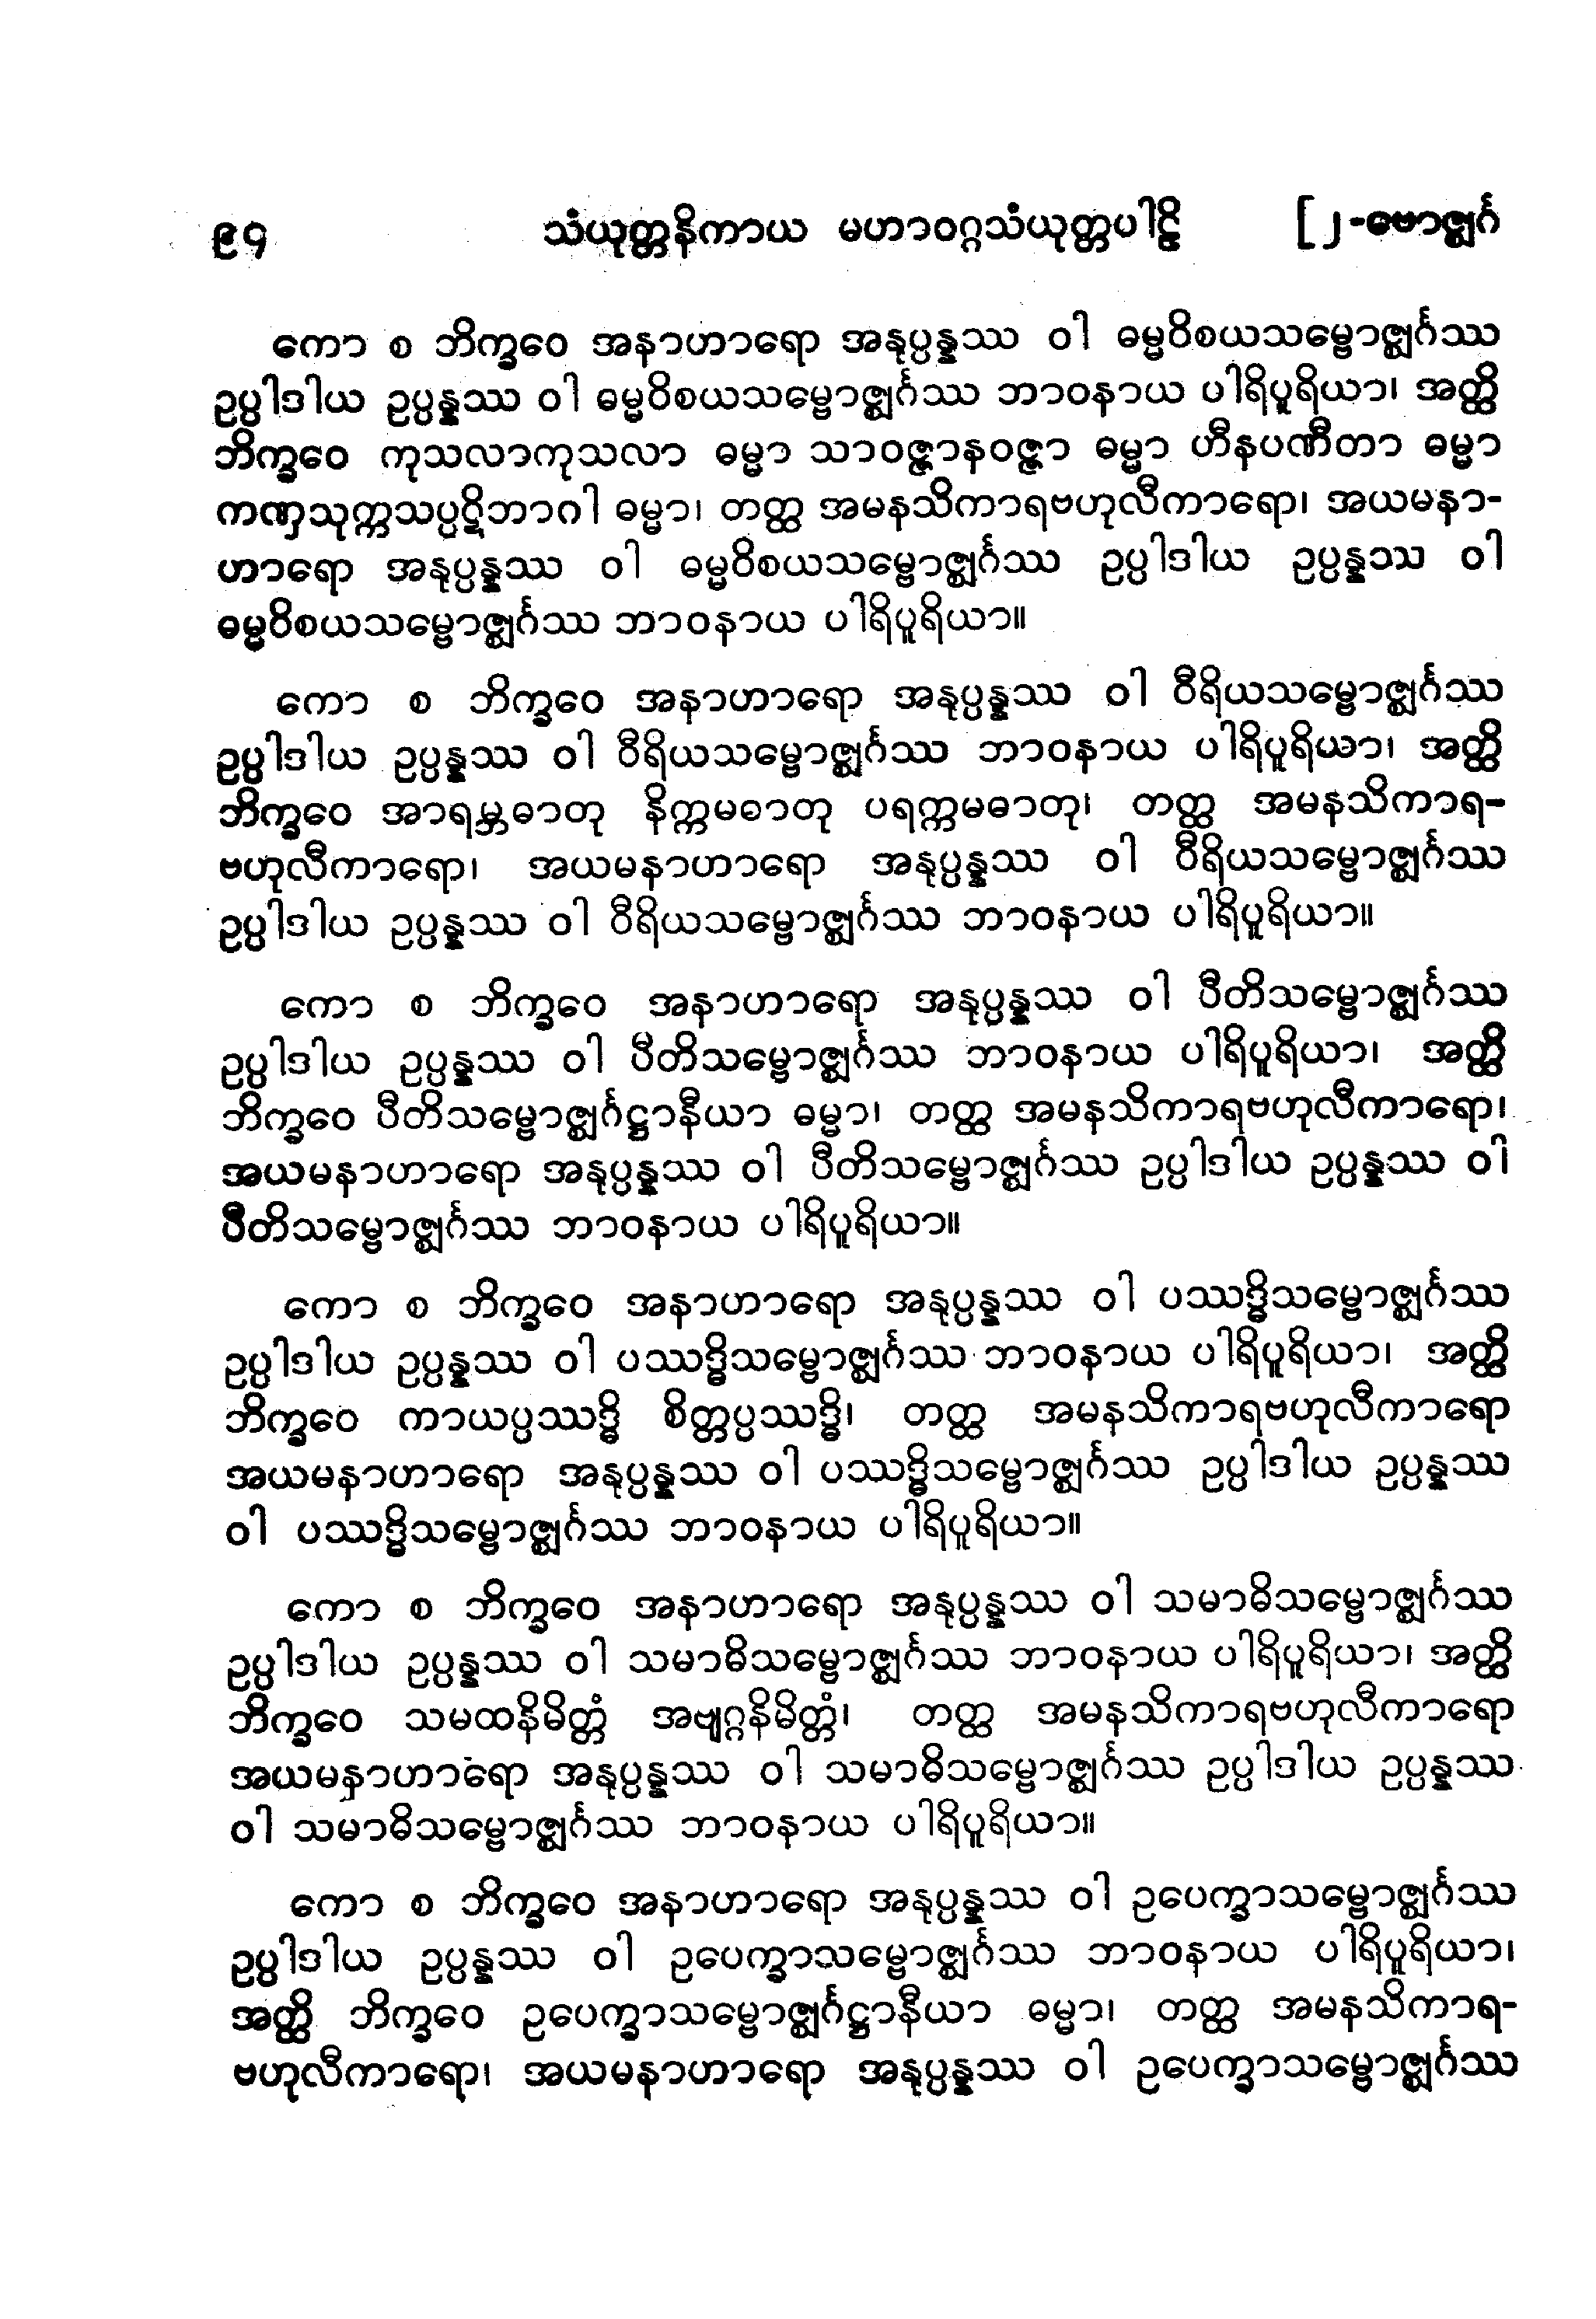 ၉၄ သံယုတ္တနိကာယ မဟာဝဂ္ဂသံယုတ္တပါဠိ [၂-ဗောဇ္ဈင်္ဂ
ကော စ ဘိက္ခဝေ အနာဟာရော အနုပ္ပန္နဿ ဝါ ဓမ္မဝိစယသမ္ဗောဇ္ဈင်္ဂဿ
ဥပ္ပါဒါယ ဥပ္ပန္နဿ ဝါ ဓမ္မဝိစယသမ္ဗောဇ္ဈင်္ဂဿ ဘာဝနာယ ပါရိပူရိယာ၊ အတ္ထိ
ဘိက္ခဝေ ကုသလာကုသလာ ဓမ္မာ သာဝဇ္ဇာနဝဇ္ဇာ ဓမ္မာ ဟီနပဏီတာ ဓမ္မာ
ကဏှသုက္ကသပ္ပဋိဘာဂါ ဓမ္မာ၊ တတ္ထ အမနသိကာရဗဟုလီကာရော၊ အယမနာ-
ဟာရော အနုပ္ပန္နဿ ဝါ ဓမ္မဝိစယသမ္ဗောဇ္ဈင်္ဂဿ ဥပ္ပါဒါယ ဥပ္ပန္နဿ ဝါ
ဓမ္မဝိစယသမ္ဗောဇ္ဈင်္ဂဿ ဘာဝနာယ ပါရိပူရိယာ။
ကော စ ဘိက္ခဝေ အနာဟာရော အနုပ္ပန္နဿ ဝါ ဝီရိယသမ္ဗောဇ္ဈင်္ဂဿ
ဥပ္ပါဒါယ ဥပ္ပန္နဿ ဝါ ဝီရိယသမ္ဗောဇ္ဈင်္ဂဿ ဘာဝနာယ ပါရိပူရိယာ၊ အတ္ထိ
ဘိက္ခဝေ အာရမ္ဘဓာတု နိက္ကမဓာတု ပရက္ကမဓာတု၊ တတ္ထ အမနသိကာရ-
ဗဟုလီကာရော၊ အယမနာဟာရော အနုပ္ပန္နဿ ဝါ ဝီရိယသမ္ဗောဇ္ဈင်္ဂဿ
ဥပ္ပါဒါယ ဥပ္ပန္နဿ ဝါ ဝီရိယသမ္ဗောဇ္ဈင်္ဂဿ ဘာဝနာယ ပါရိပူရိယာ။
ကော စ ဘိက္ခဝေ အနာဟာရော အနုပ္ပန္နဿ ဝါ ပီတိသမ္ဗောဇ္ဈင်္ဂဿ
ဥပ္ပါဒါယ ဥပ္ပန္နဿ ဝါ ပီတိသမ္ဗောဇ္ဈင်္ဂဿ ဘာဝနာယ ပါရိပူရိယာ၊ အတ္ထိ
ဘိက္ခဝေ ပီတိသမ္ဗောဇ္ဈင်္ဂဋ္ဌာနီယာ ဓမ္မာ၊ တတ္ထ အမနသိကာရဗဟုလီကာရော၊
အယမနာဟာရော အနုပ္ပန္နဿ ဝါ ပီတိသမ္ဗောဇ္ဈင်္ဂဿ ဥပ္ပါဒါယ ဥပ္ပန္နဿ ဝါ
ပီတိသမ္ဗောဇ္ဈင်္ဂဿ ဘာဝနာယ ပါရိပူရိယာ။
ကော စ ဘိက္ခဝေ အနာဟာရော အနုပ္ပန္နဿ ဝါ ပဿဒ္ဓိသမ္ဗောဇ္ဈင်္ဂဿ
ဥပ္ပါဒါယ ဥပ္ပန္နဿ ဝါ ပဿဒ္ဓိသမ္ဗောဇ္ဈင်္ဂဿ ဘာဝနာယ ပါရိပူရိယာ၊ အတ္ထိ
ဘိက္ခဝေ ကာယပ္ပဿဒ္ဓိ စိတ္တပ္ပဿဒ္ဓိ၊ တတ္ထ အမနသိကာရဗဟုလီကာရော
အယမနာဟာရော အနုပ္ပန္နဿ ဝါ ပဿဒ္ဓိသမ္ဗောဇ္ဈင်္ဂဿ ဥပ္ပါဒါယ ဥပ္ပန္နဿ
ဝါ ပဿဒ္ဓိသမ္ဗောဇ္ဈင်္ဂဿ ဘာဝနာယ ပါရိပူရိယာ။
ကော စ ဘိက္ခဝေ အနာဟာရော အနုပ္ပန္နဿ ဝါ သမာဓိသမ္ဗောဇ္ဈင်္ဂဿ
ဥပ္ပါဒါယ ဥပ္ပန္နဿ ဝါ သမာဓိသမ္ဗောဇ္ဈင်္ဂဿ ဘာဝနာယ ပါရိပူရိယာ၊ အတ္ထိ
ဘိက္ခဝေ သမထနိမိတ္တံ အဗျဂ္ဂနိမိတ္တံ၊ တတ္ထ အမနသိကာရဗဟုလီကာရော
အယမနာဟာရော အနုပ္ပန္နဿ ဝါ သမာဓိသမ္ဗောဇ္ဈင်္ဂဿ ဥပ္ပါဒါယ ဥပ္ပန္နဿ
ဝါ သမာဓိသမ္ဗောဇ္ဈင်္ဂဿ ဘာဝနာယ ပါရိပူရိယာ။
ကော စ ဘိက္ခဝေ အနာဟာရော အနုပ္ပန္နဿ ဝါ ဥပေက္ခာသမ္ဗောဇ္ဈင်္ဂဿ
ဥပ္ပါဒါယ ဥပ္ပန္နဿ ဝါ ဥပေက္ခာသမ္ဗောဇ္ဈင်္ဂဿ ဘာဝနာယ ပါရိပူရိယာ၊
အတ္ထိ ဘိက္ခဝေ ဥပေက္ခာသမ္ဗောဇ္ဈင်္ဂဋ္ဌာနီယာ ဓမ္မာ၊ တတ္ထ အမနသိကာရ-
ဗဟုလီကာရော၊ အယမနာဟာရော အနုပ္ပန္နဿ ဝါ ဥပေက္ခာသမ္ဗောဇ္ဈင်္ဂဿ